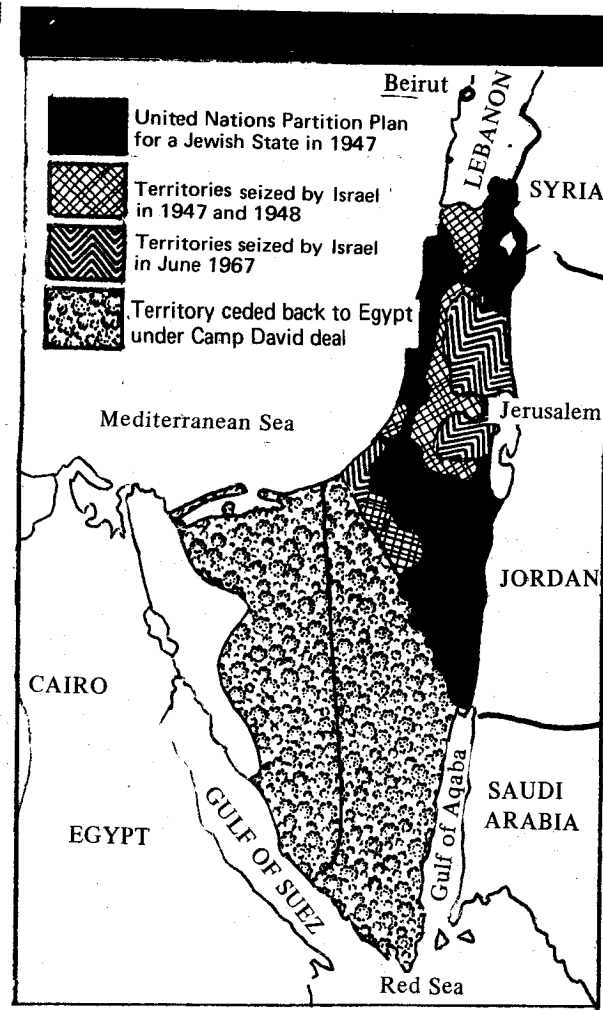 Beirut
LEBANON
SYRIA
United Nations Partition Plan
for a Jewish State in 1947
Territories seized by Israel
in 1947 and 1948
Territories seized by Israel
in June 1967
Territory ceded back to Egypt
under Camp David deal
Mediterranean Sea
Jerusalem
JORDAN
CAIRO
EGYPT
GULF OF SUEZ
Gulf of Aqaba
SAUDI
ARABIA
Red Sea